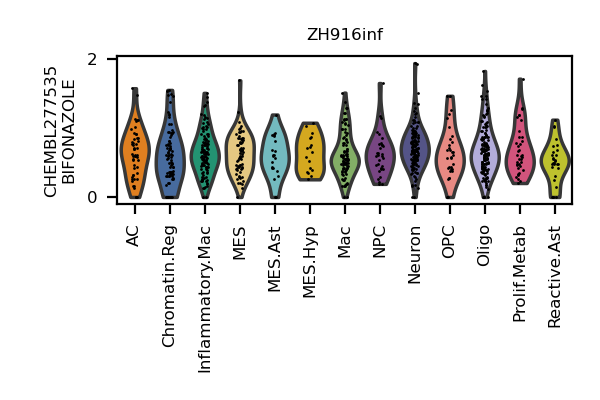 ZH916inf
CHEMBL277535
BIFONAZOLE
2
0
AC
Chromatin.Reg
Inflammatory.Mac
MES
MES.Ast
MES.Hyp
Mac
NPC
Neuron
OPC
Oligo
Prolif.Metab
Reactive.Ast